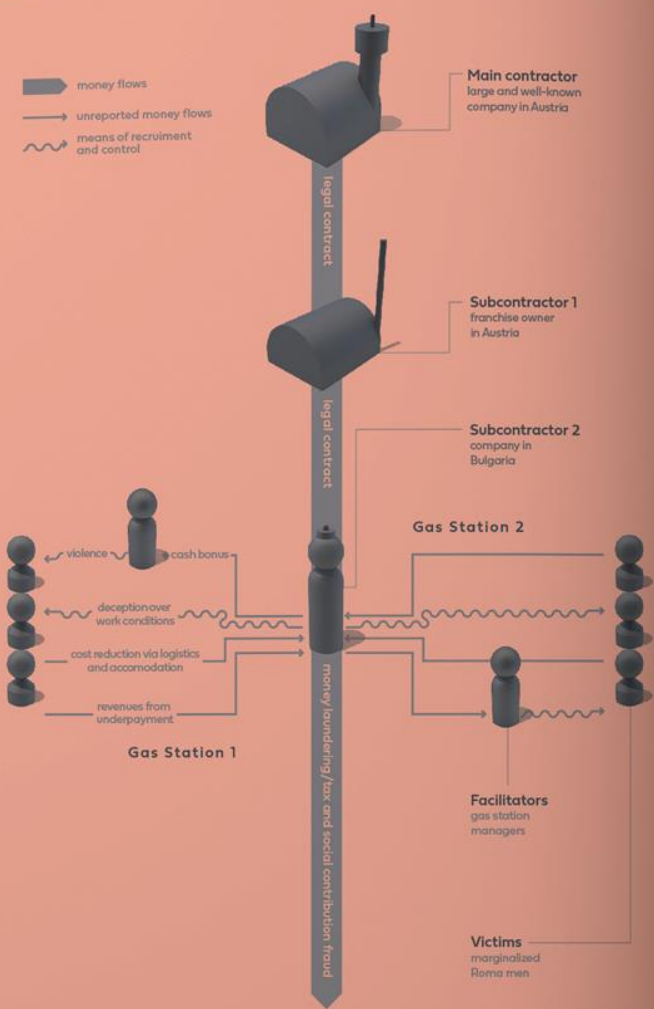 money flows
unreported money flows
means of recruiment
and control
Main contractor
large and well-known
company in Austria
legal contract
Subcontractor 1
franchise owner
in Austria
legal contract
Subcontractor 2
company in
Bulgaria
Gas Station 2
violence
cash bonus
deception over
work conditions
cost reduction via logistics
and accomodation
revenues from
underpayment
Gas Station 1
money laundering/tax and social contribution fraud
Facilitators
gas station
managers
Victims
marginalized
Roma men